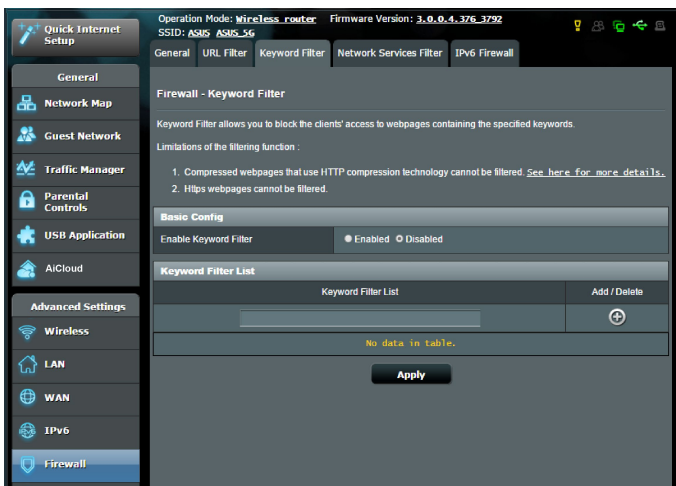 Quick Internet
Setup
General
Network Map
Guest Network
Traffic Manager
Parental
Controls
USB Application
AiCloud
Advanced Settings
Wireless
LAN
WAN
IPv6
Firewall
Operation Mode: Wireless router Firmware Version: 3.0.0.4.376_3792
SSID: ASUS ASUS_5G
General URL Filter Keyword Filter Network Services Filter IPv6 Firewall
Firewall - Keyword Filter
Keyword Filter allows you to block the clients' access to webpages containing the specified keywords.
Limitations of the filtering function :
1. Compressed webpages that use HTTP compression technology cannot be filtered. See here for more details.
2. Https webpages cannot be filtered.
Basic Config
Enable Keyword Filter Enabled Disabled
Keyword Filter List
Keyword Filter List Add / Delete
No data in table.
Apply